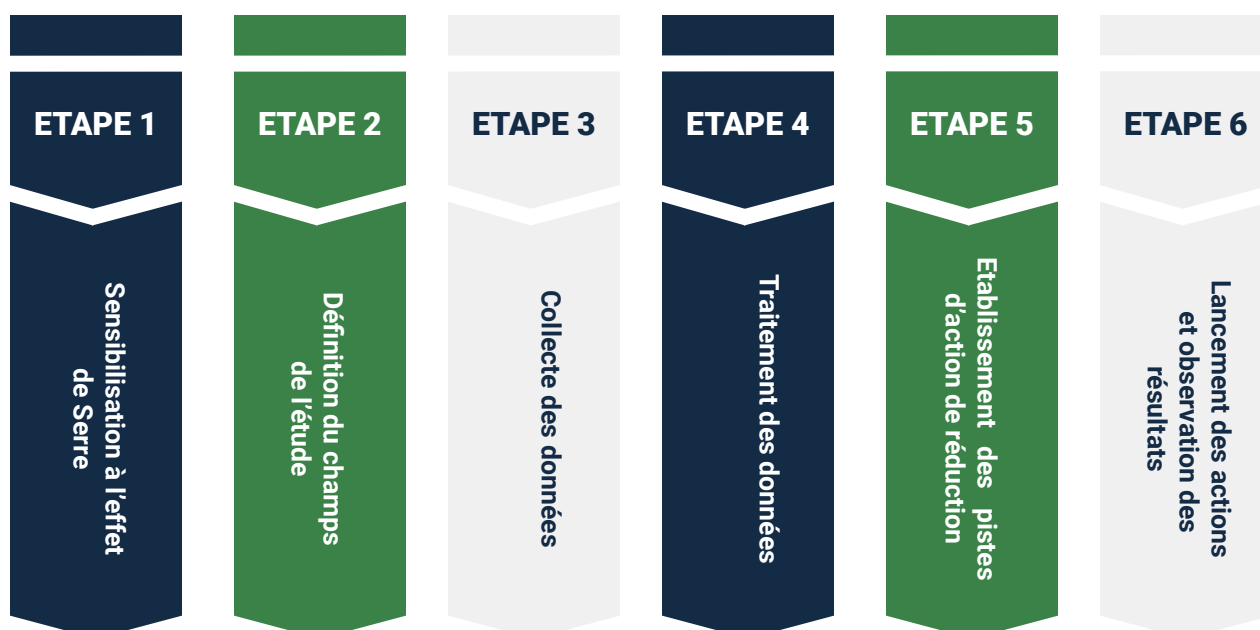 ETAPE 1
Sensibilisation à l'effet
de Serre
ETAPE 2
Définition du champs
de l'étude
ETAPE 3
Collecte des données
ETAPE 4
Traitement des données
ETAPE 5
Etablissement des pistes
d'action de réduction
ETAPE 6
Lancement des actions
et observation des
résultats